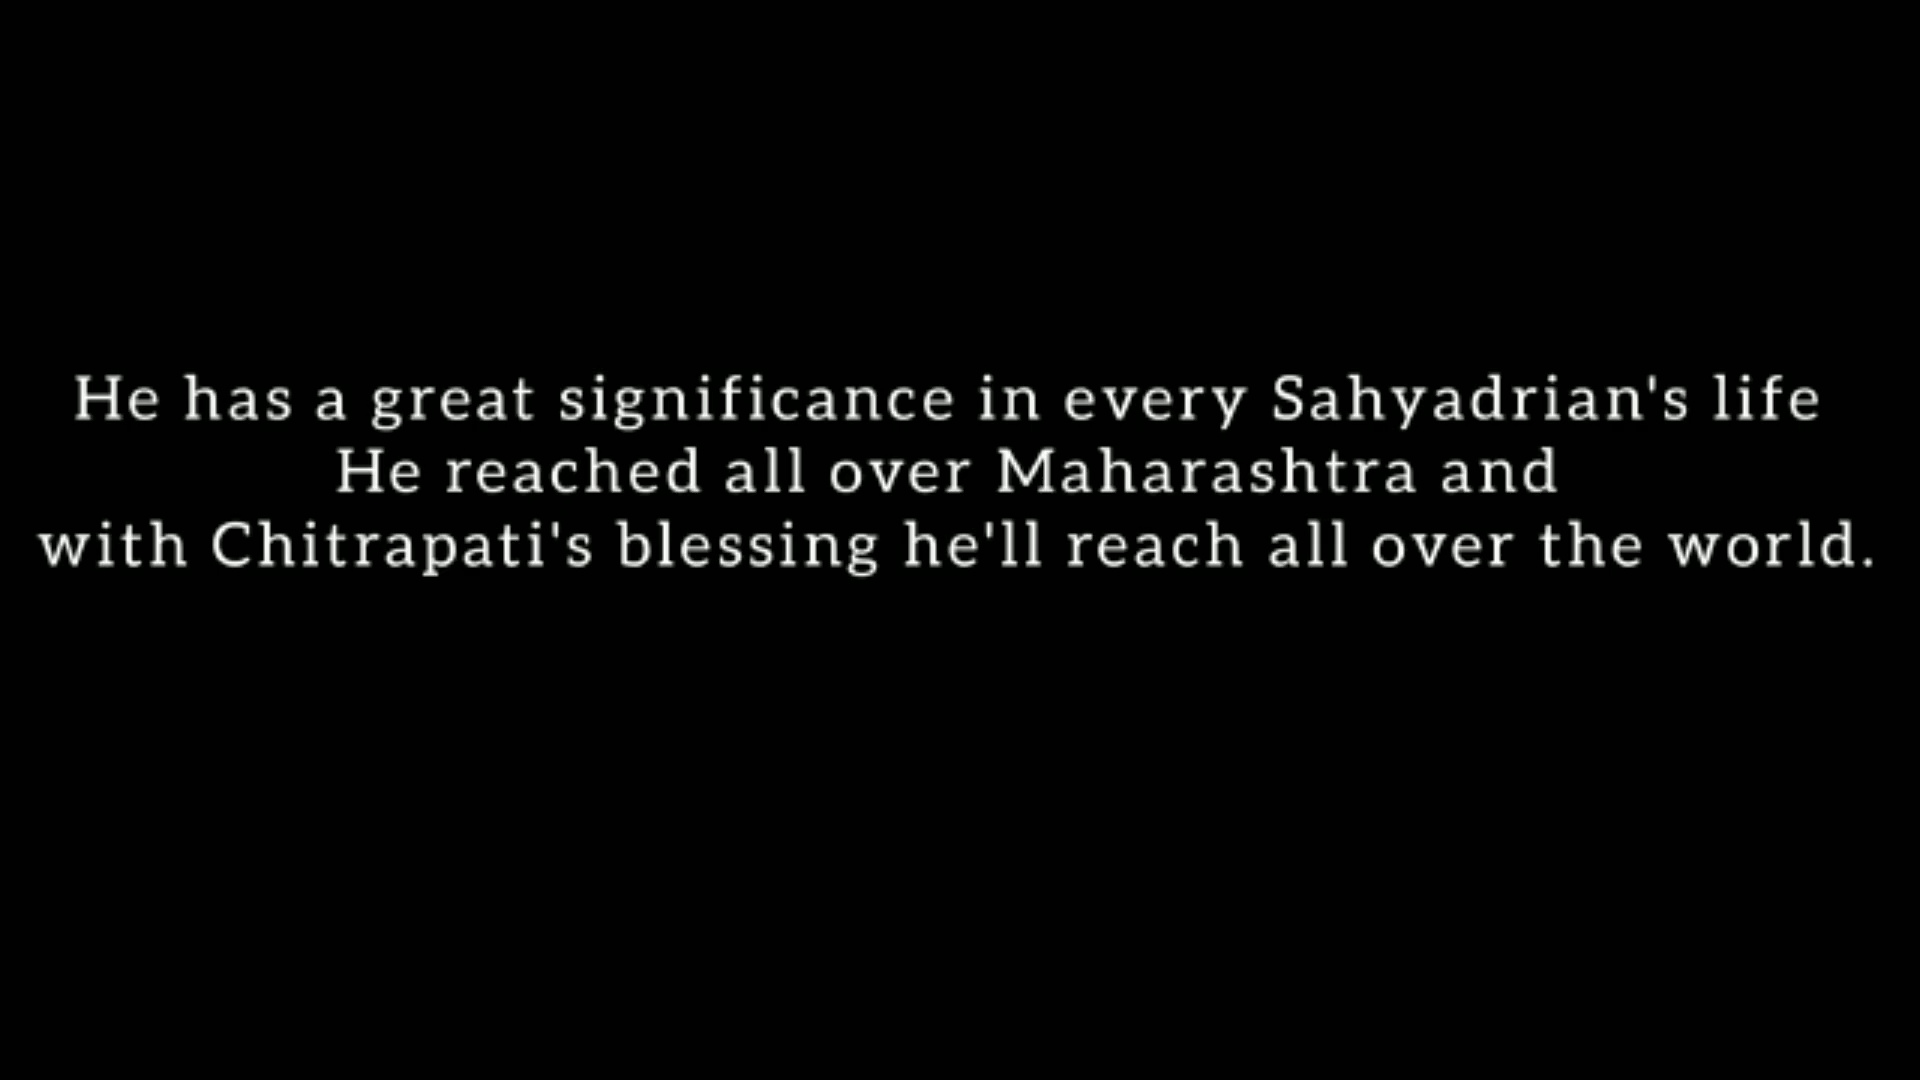 He has a great significance in every Sahyadrian's life
He reached all over Maharashtra and
with Chitrapati's blessing he'll reach all over the world.